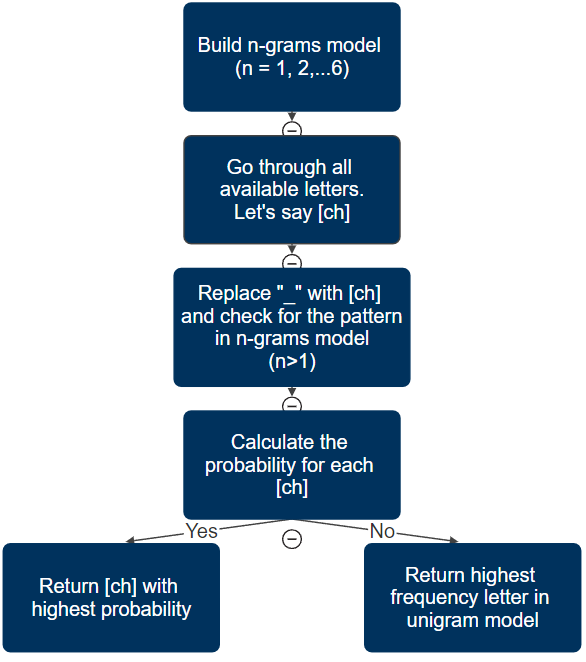 Build n-grams model
(n = 1, 2,...6)
Go through all
available letters.
Let's say [ch]
Replace "_" with [ch]
and check for the pattern
in n-grams model
(n>1)
Calculate the
probability for each
[ch]
Yes
No
Return [ch] with
highest probability
Return highest
frequency letter in
unigram model